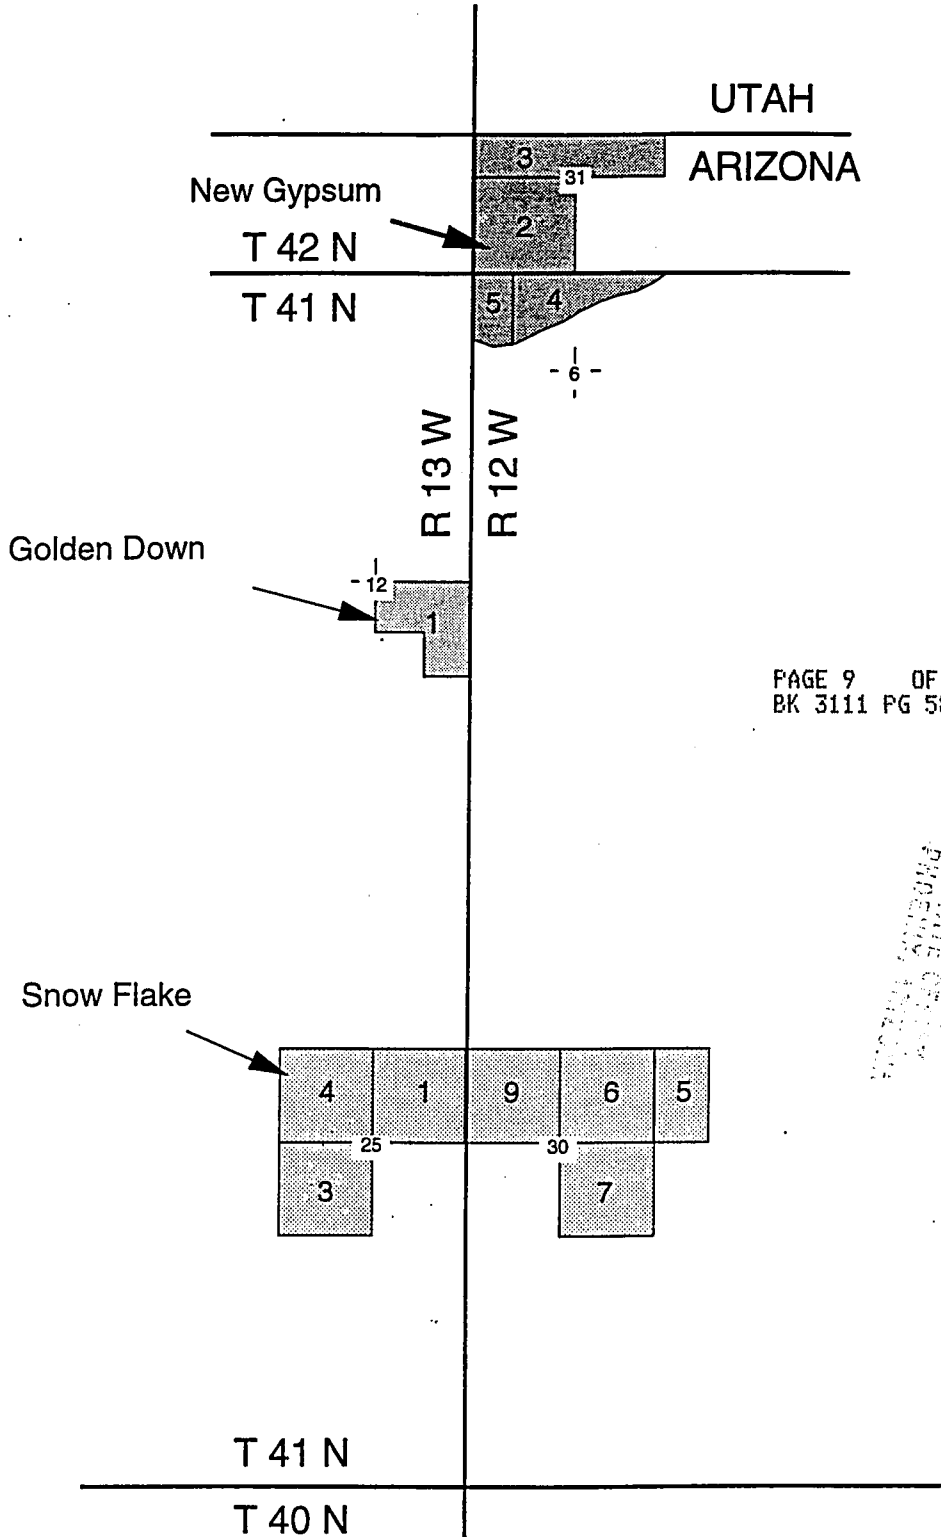 UTAH
ARIZONA
3
31
New Gypsum
2
T 42 N
T 41 N
5 4
- 6 -
R 13 W
R 12 W
Golden Down
- 12
1
PAGE 9 OF
BK 3111 PG
Snow Flake
4 1 9 6 5
25 30
3 7
T 41 N
T 40 N